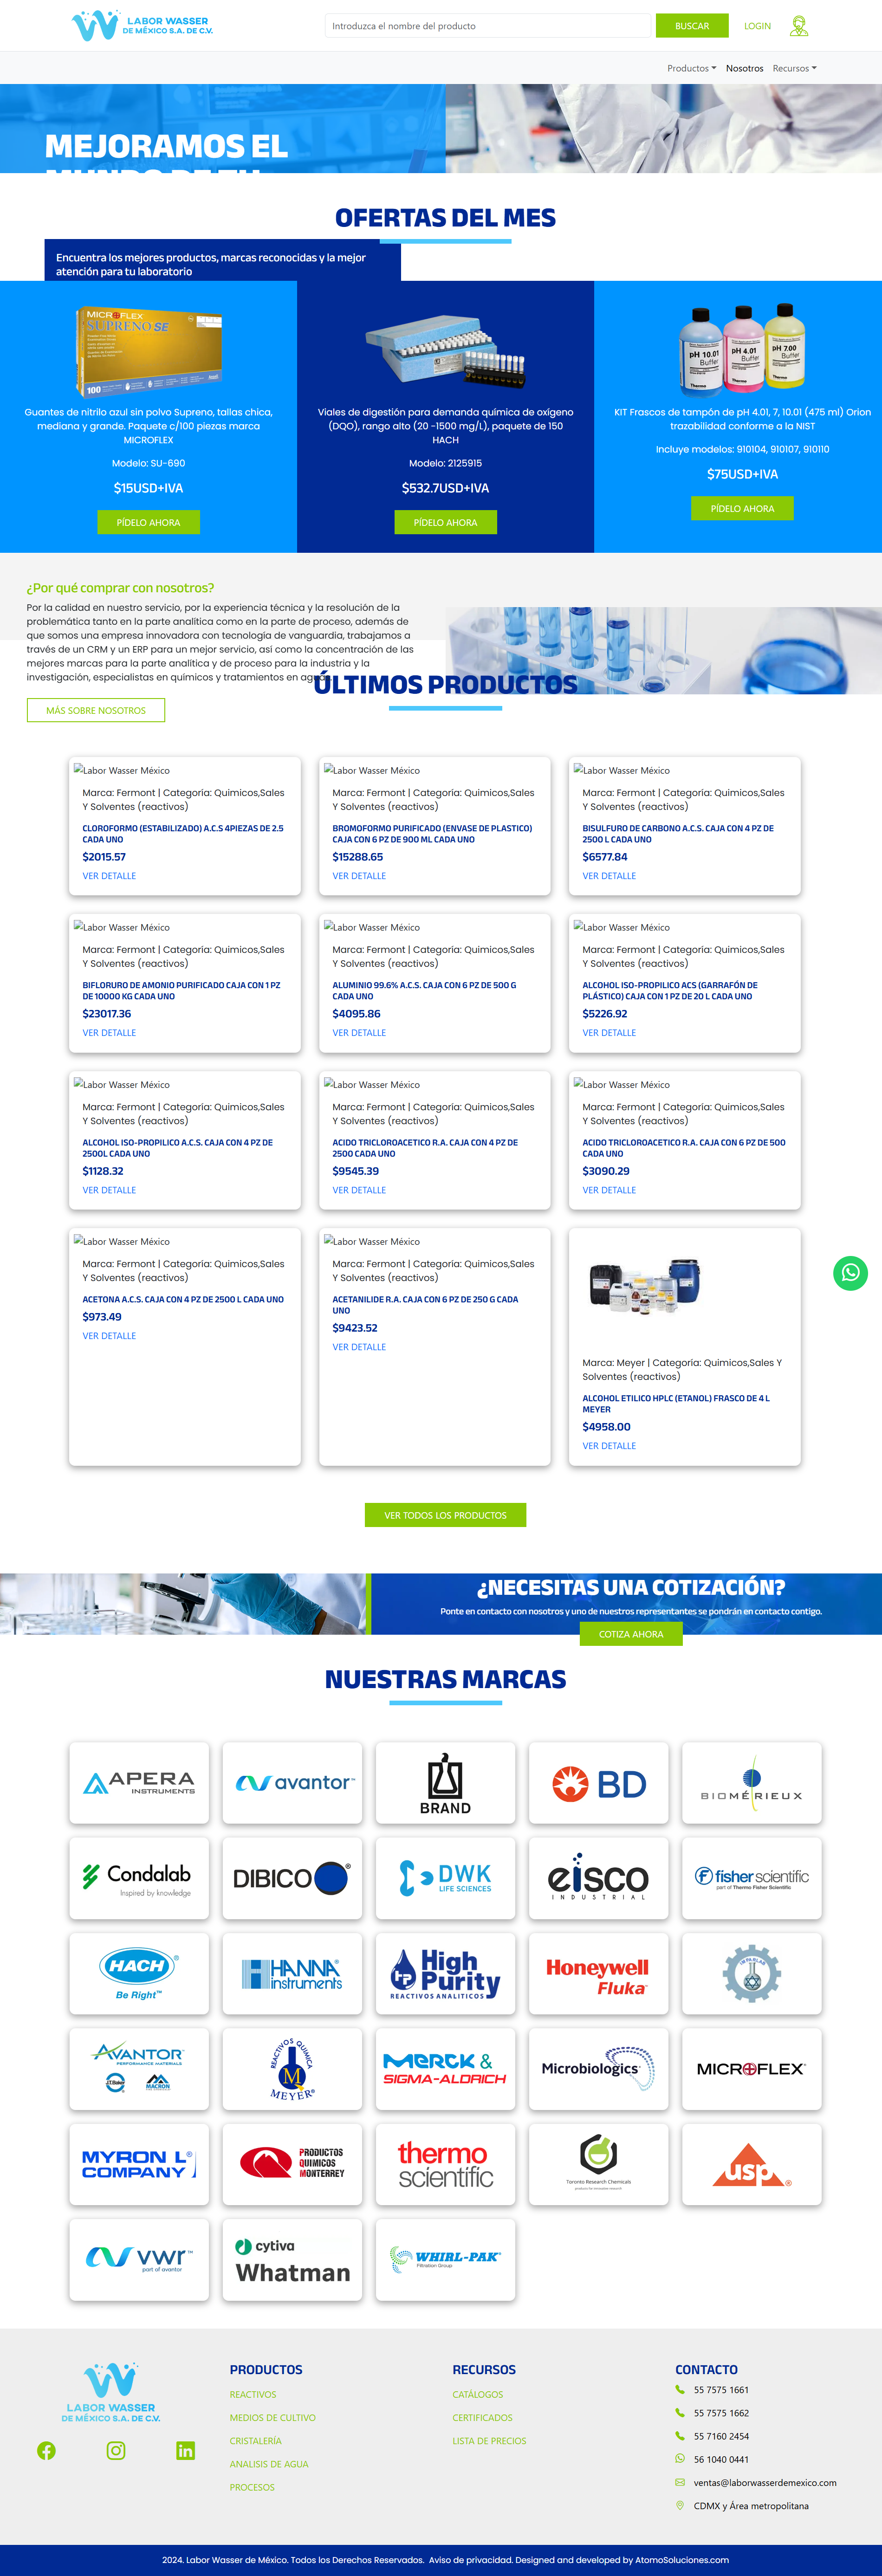 LABOR WASSER
DE MÉXICO S.A. DE C.V.
Introduzca el nombre del producto
BUSCAR
LOGIN
Productos
Nosotros
Recursos
MEJORAMOS EL
OFERTAS DEL MES
Encuentra los mejores productos, marcas reconocidas y la mejor
atención para tu laboratorio
MICROFLEX
SUPRENO SE
100
pH 10.01
Buffer
pH 4.01
Buffer
pH 7.00
Buffer
Thermo
Thermo
Thermo
Guantes de nitrilo azul sin polvo Supreno, tallas chica,
mediana y grande. Paquete c/100 piezas marca
MICROFLEX
Modelo: SU-690
$15USD+IVA
PÍDELO AHORA
Viales de digestión para demanda química de oxígeno
(DQO), rango alto (20 -1500 mg/L), paquete de 150
HACH
Modelo: 2125915
$532.7USD+IVA
PÍDELO AHORA
KIT Frascos de tampón de pH 4.01, 7, 10.01 (475 ml) Orion
trazabilidad conforme a la NIST
Incluye modelos: 910104, 910107, 910110
$75USD+IVA
PÍDELO AHORA
¿Por qué comprar con nosotros?
Por la calidad en nuestro servicio, por la experiencia técnica y la resolución de la
problemática tanto en la parte analítica como en la parte de proceso, además de
que somos una empresa innovadora con tecnología de vanguardia, trabajamos a
través de un CRM y un ERP para un mejor servicio, así como la concentración de las
mejores marcas para la parte analítica y de proceso para la industria y la
investigación, especialistas en químicos y tratamientos en
ÚLTIMOS PRODUCTOS
MÁS SOBRE NOSOTROS
Labor Wasser México
Marca: Fermont | Categoría: Quimicos,Sales
Y Solventes (reactivos)
CLOROFORMO (ESTABILIZADO) A.C.S 4PIEZAS DE 2.5
CADA UNO
$2015.57
VER DETALLE
Labor Wasser México
Marca: Fermont | Categoría: Quimicos,Sales
Y Solventes (reactivos)
BROMOFORMO PURIFICADO (ENVASE DE PLASTICO)
CAJA CON 6 PZ DE 900 ML CADA UNO
$15288.65
VER DETALLE
Labor Wasser México
Marca: Fermont | Categoría: Quimicos,Sales
Y Solventes (reactivos)
BISULFURO DE CARBONO A.C.S. CAJA CON 4 PZ DE
2500 L CADA UNO
$6577.84
VER DETALLE
Labor Wasser México
Marca: Fermont | Categoría: Quimicos,Sales
Y Solventes (reactivos)
BIFLORURO DE AMONIO PURIFICADO CAJA CON 1 PZ
DE 10000 KG CADA UNO
$23017.36
VER DETALLE
Labor Wasser México
Marca: Fermont | Categoría: Quimicos,Sales
Y Solventes (reactivos)
ALUMINIO 99.6% A.C.S. CAJA CON 6 PZ DE 500 G
CADA UNO
$4095.86
VER DETALLE
Labor Wasser México
Marca: Fermont | Categoría: Quimicos,Sales
Y Solventes (reactivos)
ALCOHOL ISO-PROPILICO ACS (GARRAFÓN DE
PLÁSTICO) CAJA CON 1 PZ DE 20 L CADA UNO
$5226.92
VER DETALLE
Labor Wasser México
Marca: Fermont | Categoría: Quimicos,Sales
Y Solventes (reactivos)
ALCOHOL ISO-PROPILICO A.C.S. CAJA CON 4 PZ DE
2500L CADA UNO
$1128.32
VER DETALLE
Labor Wasser México
Marca: Fermont | Categoría: Quimicos,Sales
Y Solventes (reactivos)
ACIDO TRICLOROACETICO R.A. CAJA CON 4 PZ DE
2500 CADA UNO
$9545.39
VER DETALLE
Labor Wasser México
Marca: Fermont | Categoría: Quimicos,Sales
Y Solventes (reactivos)
ACIDO TRICLOROACETICO R.A. CAJA CON 6 PZ DE 500
CADA UNO
$3090.29
VER DETALLE
Labor Wasser México
Marca: Fermont | Categoría: Quimicos,Sales
Y Solventes (reactivos)
ACETONA A.C.S. CAJA CON 4 PZ DE 2500 L CADA UNO
$973.49
VER DETALLE
Labor Wasser México
Marca: Fermont | Categoría: Quimicos,Sales
Y Solventes (reactivos)
ACETANILIDE R.A. CAJA CON 6 PZ DE 250 G CADA
UNO
$9423.52
VER DETALLE
Marca: Meyer | Categoría: Quimicos,Sales Y
Solventes (reactivos)
ALCOHOL ETILICO HPLC (ETANOL) FRASCO DE 4 L
MEYER
$4958.00
VER DETALLE
VER TODOS LOS PRODUCTOS
¿NECESITAS UNA COTIZACIÓN?
Ponte en contacto con nosotros y uno de nuestros representantes se pondrán en contacto contigo.
COTIZA AHORA
NUESTRAS MARCAS
APERA
INSTRUMENTS
avantor™
BRAND
BD
BIOMÉRIEUX
Condalab
Inspired by knowledge
DIBICO®
DWK
LIFE SCIENCES
eisco
INDUSTRIAL
fisher scientific
part of Thermo Fisher Scientific
HACH®
Be Right™
HANNA®
instruments
High
Purity
HP
REACTIVOS ANALITICOS
Honeywell
Fluka™
AVANTOR™
PERFORMANCE MATERIALS
J.T.Baker
MACRON
REACTIVOS QUIMICA
M
MEYER®
MERCK &
SIGMA-ALDRICH
Microbiologics
MICROFLEX
MYRON L®
COMPANY
PRODUCTOS
QUIMICOS
MONTERREY
thermo
scientific
Toronto Research Chemicals
usp®
vwr™
part of avantor
cytiva
Whatman
WHIRL-PAK®
Filtration Group
LABOR WASSER
DE MÉXICO S.A. DE C.V.
PRODUCTOS
REACTIVOS
MEDIOS DE CULTIVO
CRISTALERÍA
ANALISIS DE AGUA
PROCESOS
RECURSOS
CATÁLOGOS
CERTIFICADOS
LISTA DE PRECIOS
CONTACTO
55 7575 1661
55 7575 1662
55 7160 2454
56 1040 0441
ventas@laborwasserdemexico.com
CDMX y Área metropolitana
2024. Labor Wasser de México. Todos los Derechos Reservados. Aviso de privacidad. Designed and developed by AtomoSoluciones.com